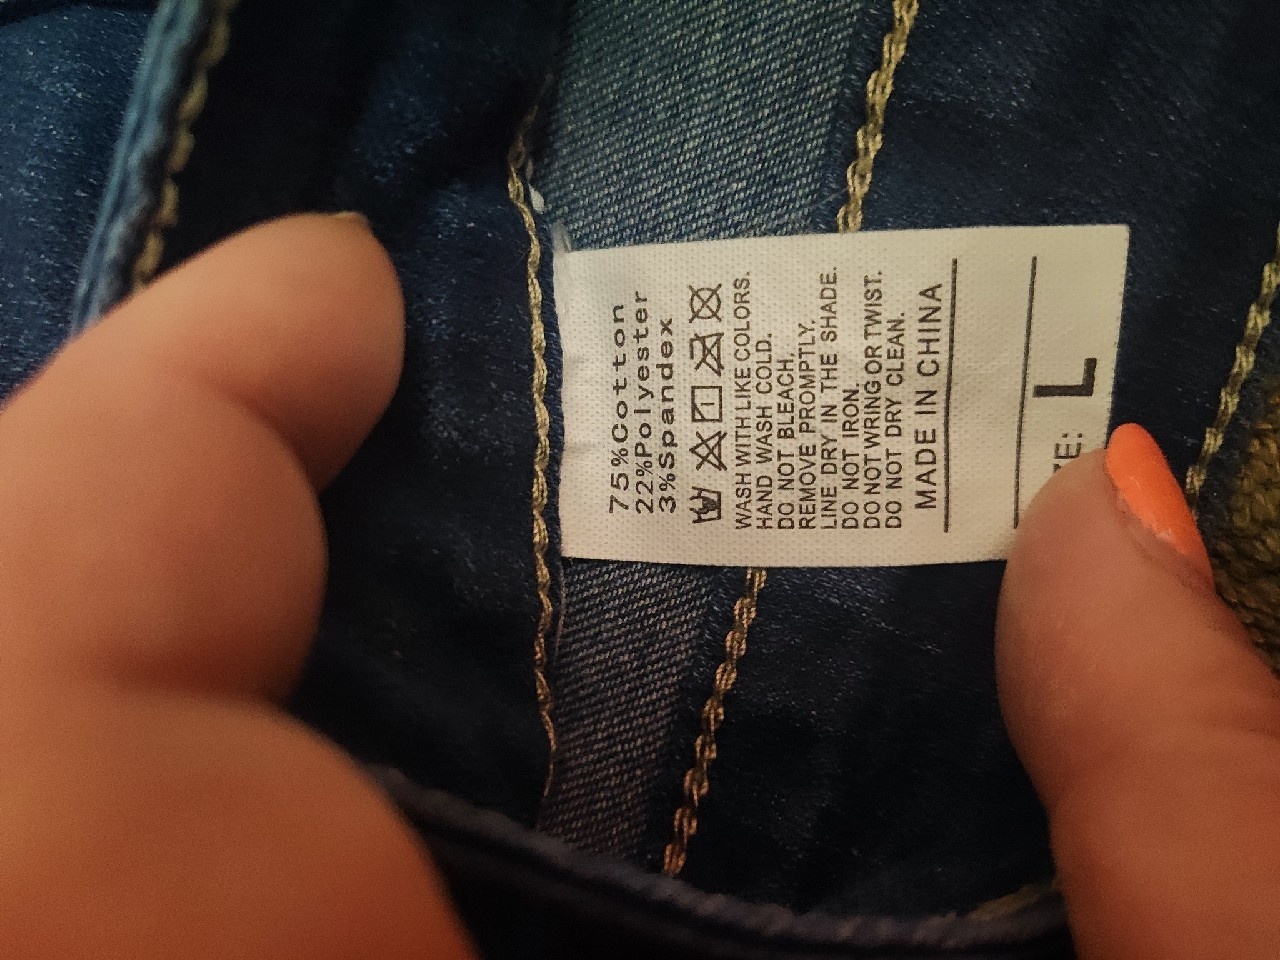 75%Cotton
22%Polyester
3%Spandex
WASH WITH LIKE COLORS.
HAND WASH COLD.
DO NOT BLEACH.
REMOVE PROMPTLY.
LINE DRY IN THE SHADE.
DO NOT IRON.
DO NOT WRING OR TWIST.
DO NOT DRY CLEAN.
MADE IN CHINA
L